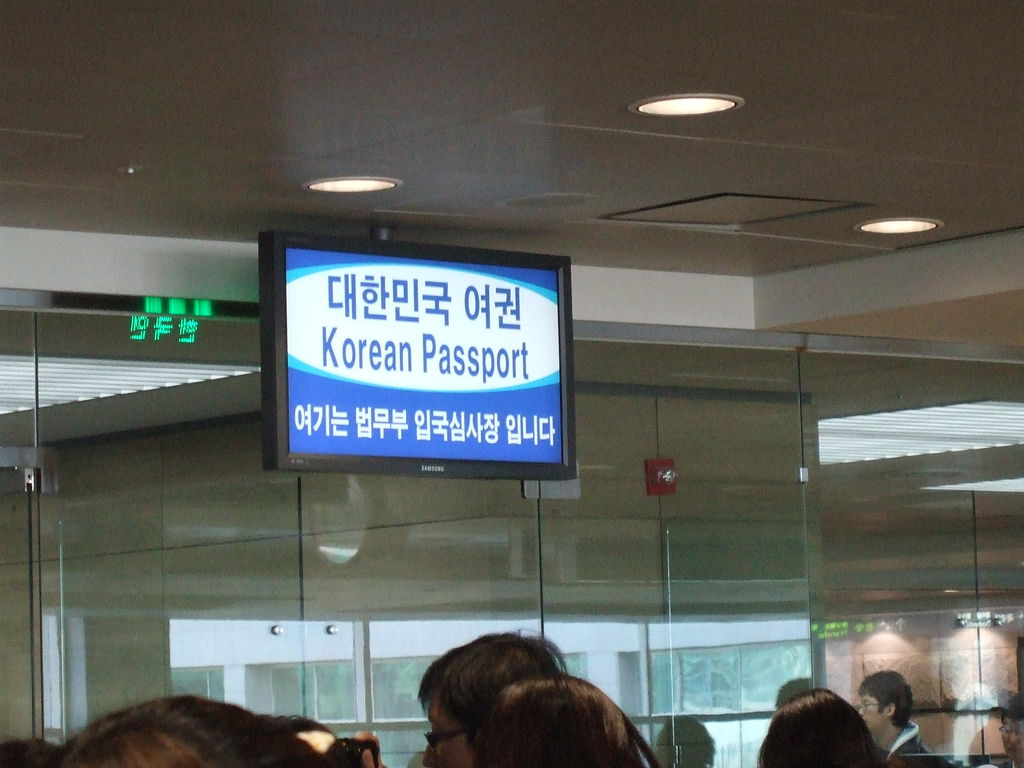 대한민국 여권
Korean Passport
여기는 법무부 입국심사장 입니다
SAMSUNG